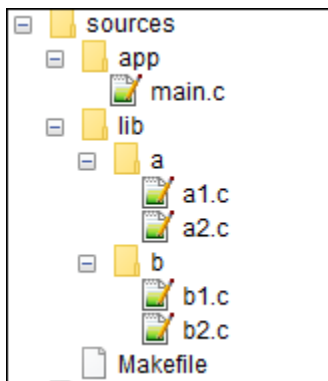 sources
app
main.c
lib
a
a1.c
a2.c
b
b1.c
b2.c
Makefile